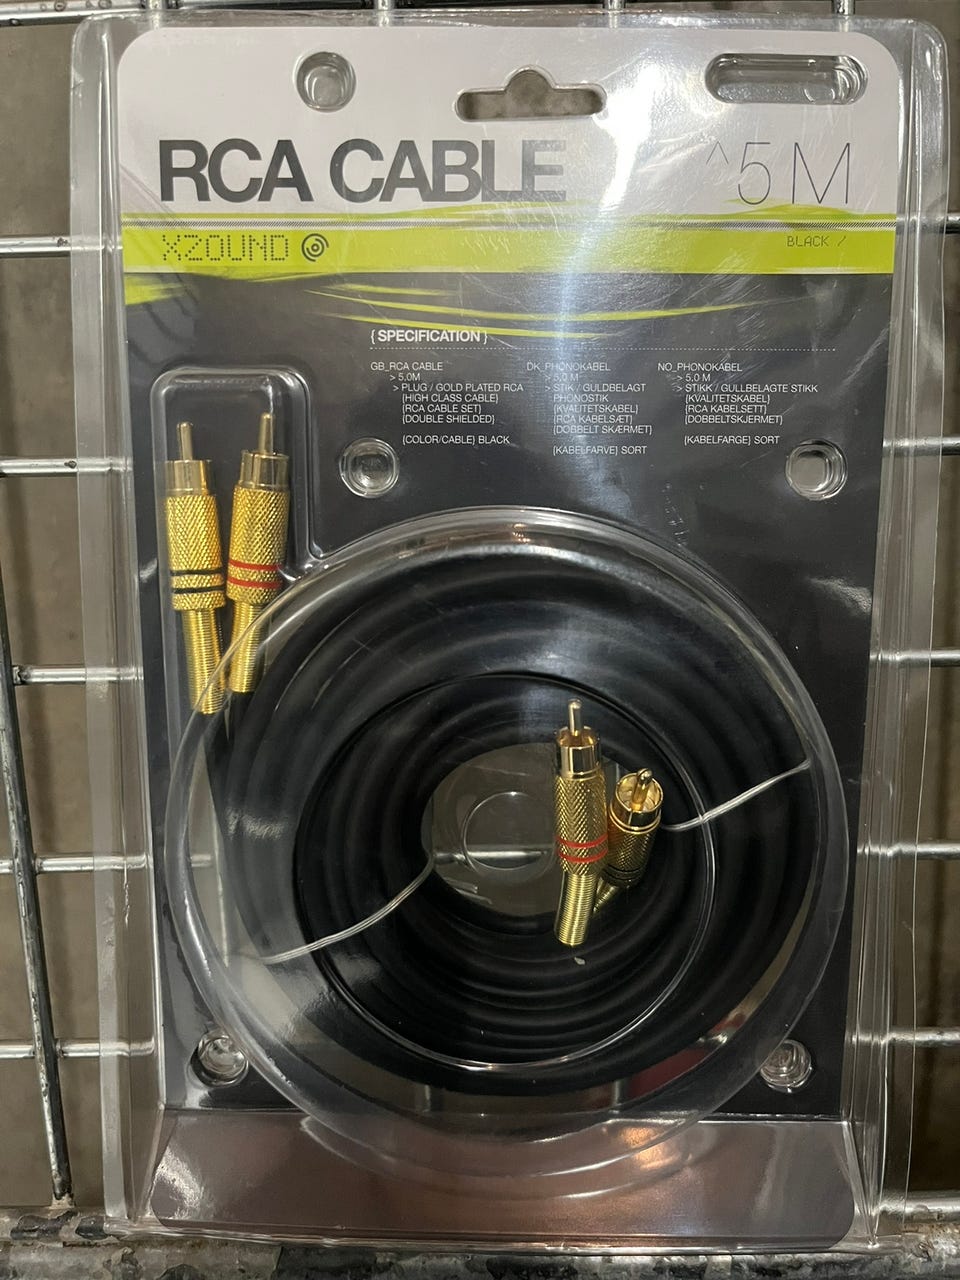 RCA CABLE
^5 M
XZOUND
BLACK /
{ SPECIFICATION }
GB_RCA CABLE
> 5,0M
> PLUG / GOLD PLATED RCA
[HIGH CLASS CABLE]
[RCA CABLE SET]
[DOUBLE SHIELDED]
[COLOR/CABLE] BLACK
DK_PHONOKABEL
> 5,0 M
> STIK / GULDBELAGT
PHONOSTIK
[KVALITETSKABEL]
[RCA KABELSÆT]
[DOBBELT SKÆRMET]
[KABELFARVE] SORT
NO_PHONOKABEL
> 5,0 M
> STIKK / GULLBELAGTE STIKK
[KVALITETSKABEL]
[RCA KABELSETT]
[DOBBELTSKJERMET]
[KABELFARGE] SORT